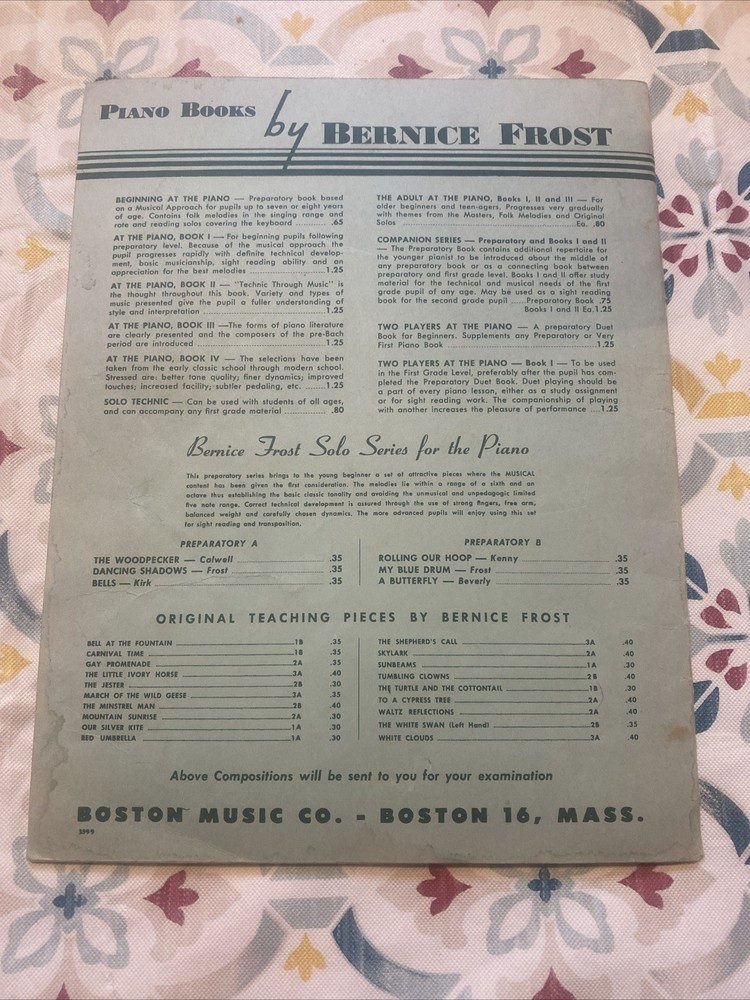 PIANO BOOKS by BERNICE FROST
BEGINNING AT THE PIANO — Preparatory book based
on a Musical Approach for pupils up to seven or eight years
of age. Contains folk melodies in the singing range and
rote and reading solos covering the keyboard .............. .65
AT THE PIANO, BOOK I — For beginning pupils following
preparatory level. Because of the musical approach the
pupil progresses rapidly with definite technical develop-
ment, basic musicianship, sight reading ability and an
appreciation for the best melodies ..............1.25
AT THE PIANO, BOOK II — "Technic Through Music" is
the thought throughout this book. Variety and types of
music presented give the pupil a fuller understanding of
style and interpretation ..............1.25
AT THE PIANO, BOOK III —The forms of piano literature
are clearly presented and the composers of the pre-Bach
period are introduced ..............1.25
AT THE PIANO, BOOK IV — The selections have been
taken from the early classic school through modern school.
Stressed are: better tone quality; finer dynamics; improved
touches; increased facility; subtler pedaling, etc. .......1.25
SOLO TECHNIC — Can be used with students of all ages,
and can accompany any first grade material .............. .80
THE ADULT AT THE PIANO, Books I, II and III — For
older beginners and teen-agers. Progresses very gradually
with themes from the Masters, Folk Melodies and Original
Solos ..............Ea. .80
COMPANION SERIES — Preparatory and Books I and II
— The Preparatory Book contains additional repertoire for
the younger pianist to be introduced about the middle of
any preparatory book or as a connecting book between
preparatory and first grade level. Books I and II offer study
material for the technical and musical needs of the first
grade pupil of any age. May be used as a sight reading
book for the second grade pupil .....Preparatory Book .75
Books I and II Ea.1.25
TWO PLAYERS AT THE PIANO — A preparatory Duet
Book for Beginners. Supplements any Preparatory or Very
First Piano Book ..............1.25
TWO PLAYERS AT THE PIANO — Book I — To be used
in the First Grade Level, preferably after the pupil has com-
pleted the Preparatory Duet Book. Duet playing should be
a part of every piano lesson, either as a study assignment
or for sight reading work. The companionship of playing
with another increases the pleasure of performance ....1.25
Bernice Frost Solo Series for the Piano
This preparatory series brings to the young beginner a set of attractive pieces where the MUSICAL
content has been given the first consideration. The melodies lie within a range of a sixth and an
octave thus establishing the basic classic tonality and avoiding the unmusical and unpedagogic limited
five note range. Correct technical development is assured through the use of strong fingers, free arm,
balanced weight and carefully chosen dynamics. The more advanced pupils will enjoy using this set
for sight reading and transposition.
PREPARATORY A
THE WOODPECKER — Calwell .35
DANCING SHADOWS — Frost .35
BELLS — Kirk .35
PREPARATORY B
ROLLING OUR HOOP — Kenny .35
MY BLUE DRUM — Frost .35
A BUTTERFLY — Beverly .35
ORIGINAL TEACHING PIECES BY BERNICE FROST
BELL AT THE FOUNTAIN 1B .35
CARNIVAL TIME 1B .35
GAY PROMENADE 2A .35
THE LITTLE IVORY HORSE 3A .40
THE JESTER 2B .30
MARCH OF THE WILD GEESE 3A .35
THE MINSTREL MAN 2B .40
MOUNTAIN SUNRISE 2A .30
OUR SILVER KITE 1A .30
RED UMBRELLA 1A .30
THE SHEPHERD'S CALL 3A .40
SKYLARK 2A .40
SUNBEAMS 1A .30
TUMBLING CLOWNS 2B .40
THE TURTLE AND THE COTTONTAIL 1B .30
TO A CYPRESS TREE 2A .40
WALTZ REFLECTIONS 2A .40
THE WHITE SWAN (Left Hand) 2B .35
WHITE CLOUDS 3A .40
Above Compositions will be sent to you for your examination
BOSTON MUSIC CO. - BOSTON 16, MASS.